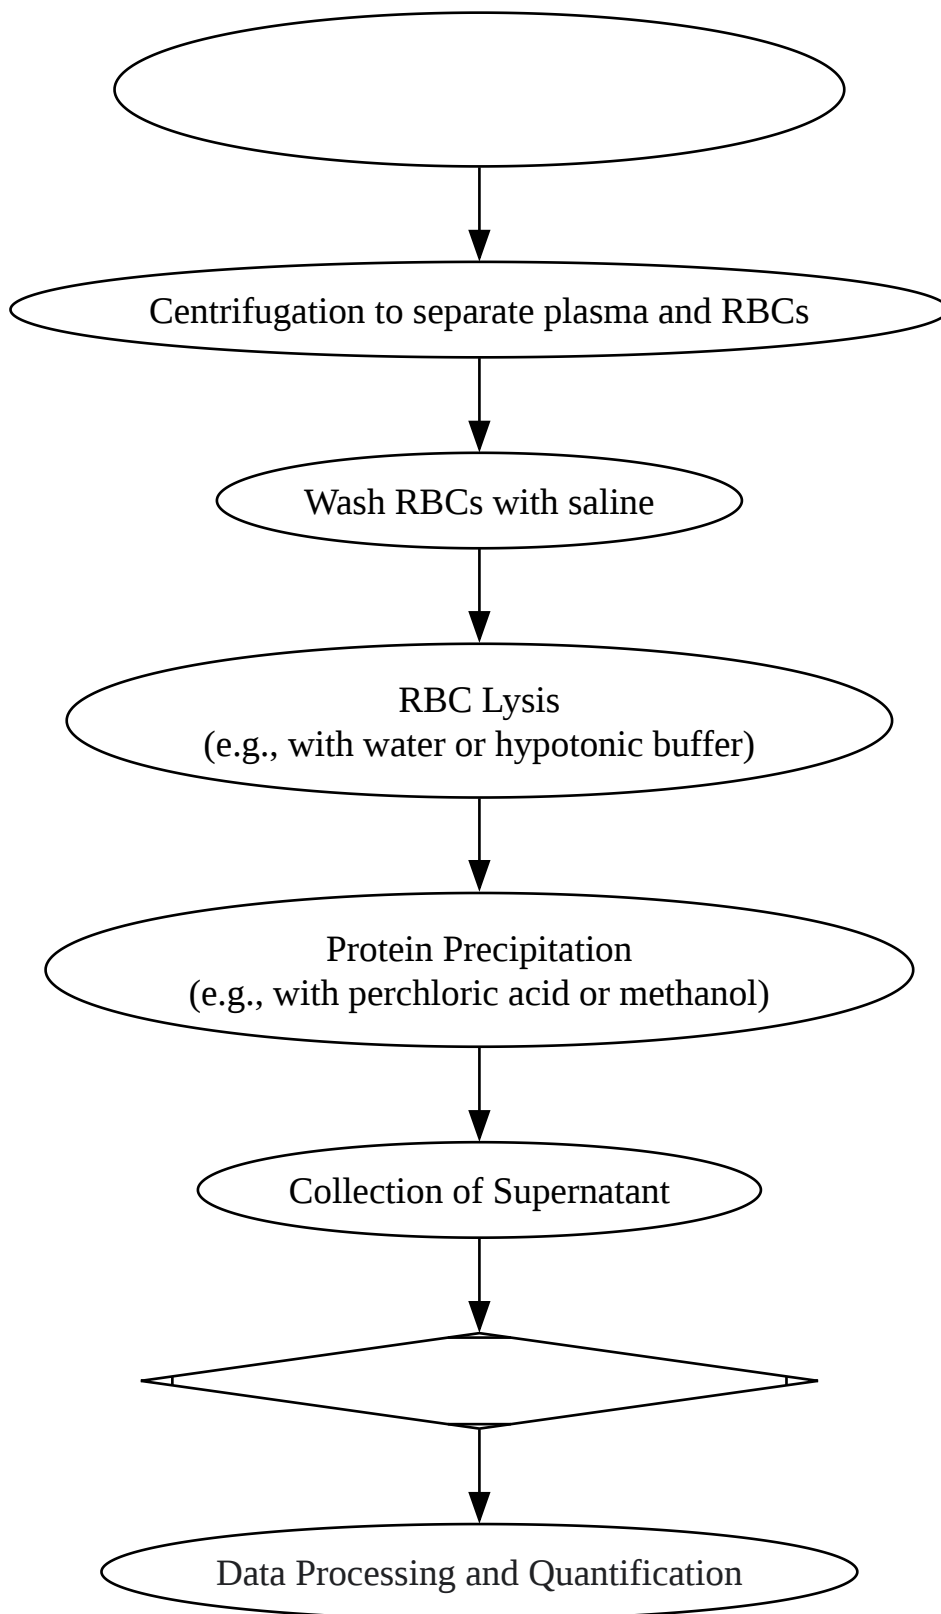 Centrifugation to separate plasma and RBCs
Wash RBCs with saline
RBC Lysis
(e.g., with water or hypotonic buffer)
Protein Precipitation
(e.g., with perchloric acid or methanol)
Collection of Supernatant
Data Processing and Quantification